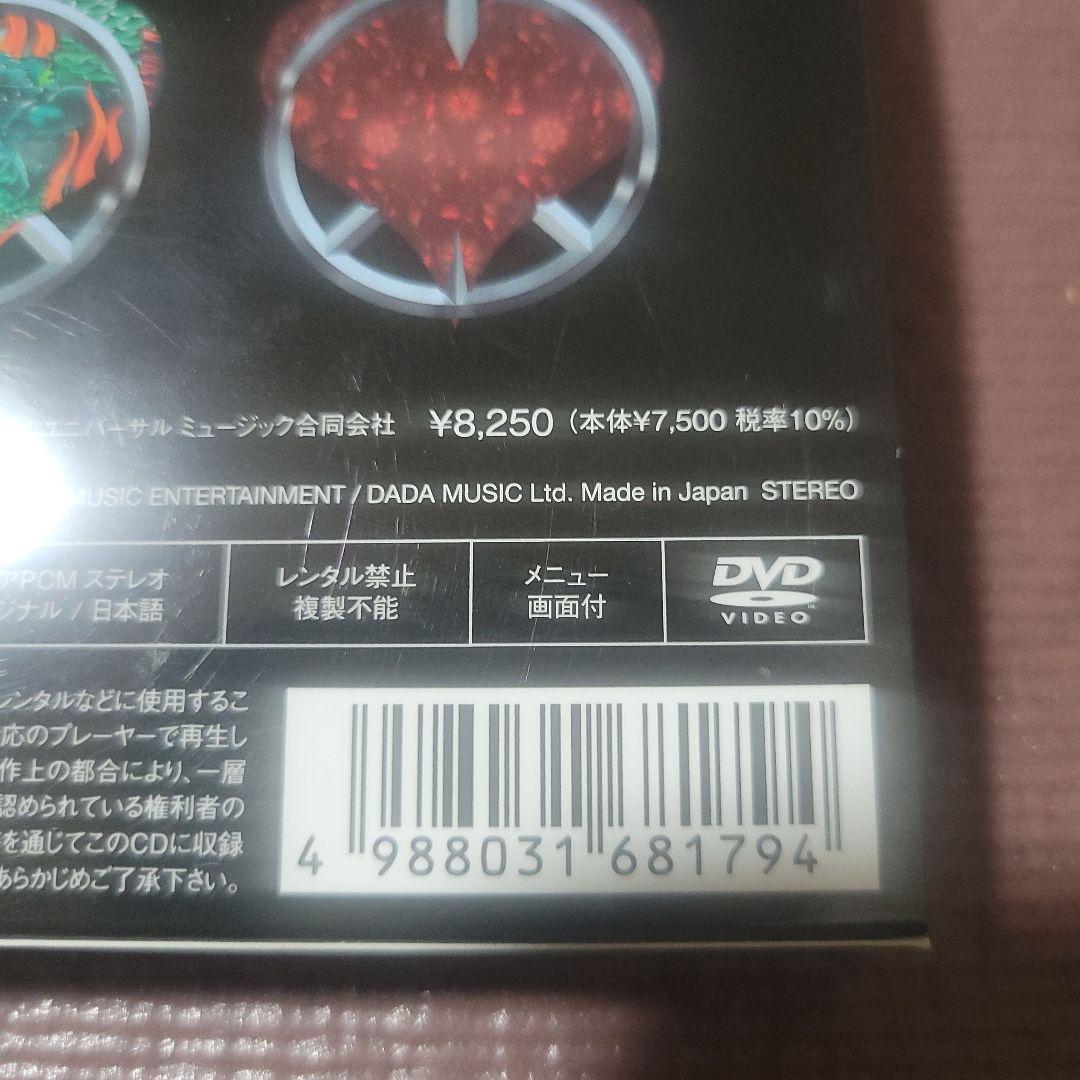 ユニバーサル ミュージック合同会社 ¥8,250 (本体¥7,500 税率10%)
MUSIC ENTERTAINMENT / DADA MUSIC Ltd. Made in Japan STEREO
アPCM ステレオ
ジナル / 日本語
レンタル禁止
複製不能
メニュー
画面付
DVD
VIDEO
レンタルなどに使用するこ
応のプレーヤーで再生し
作上の都合により、一層
認められている権利者の
を通じてこのCDに収録
あらかじめご了承下さい。
4 988031 681794